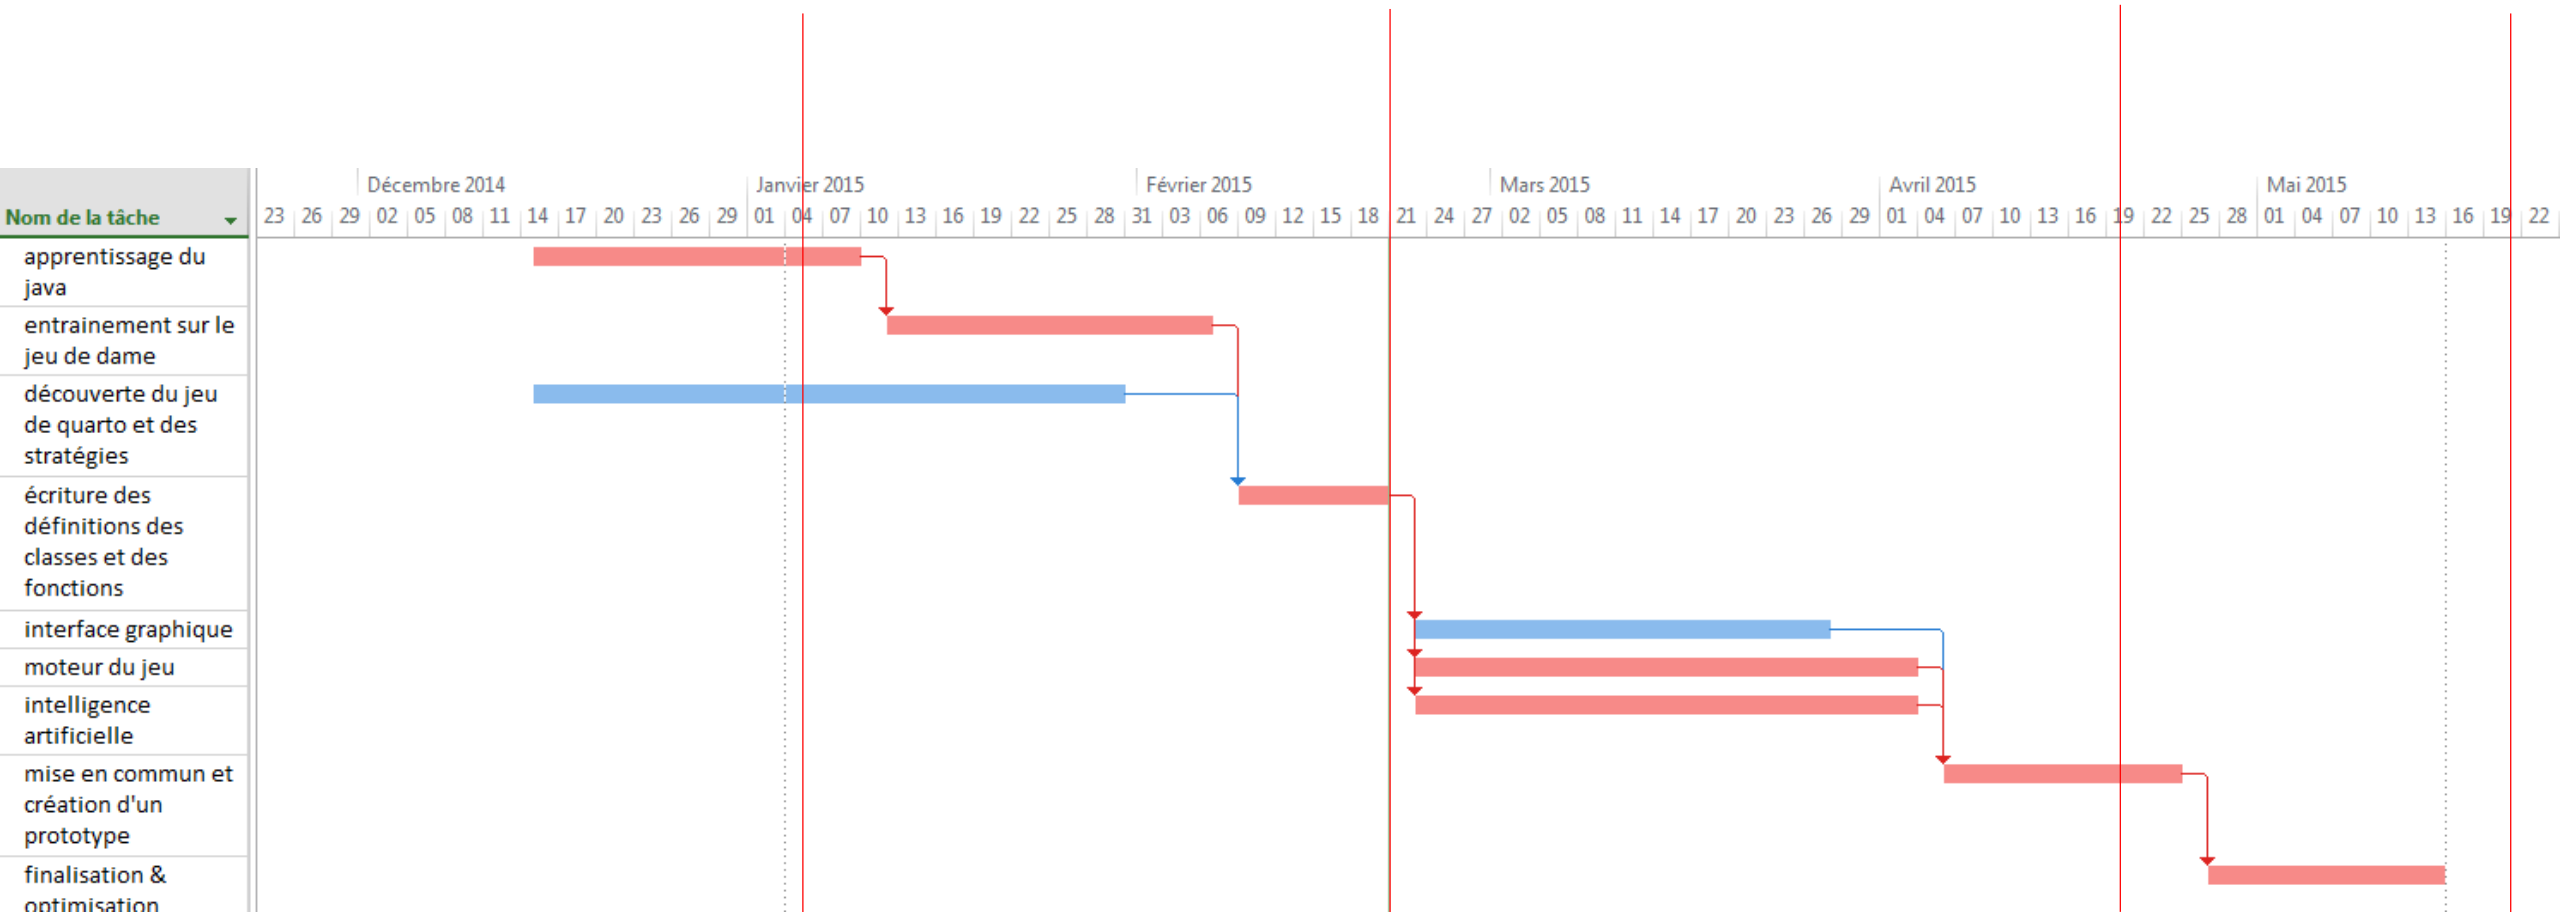 Décembre 2014 Janvier 2015 Février 2015 Mars 2015 Avril 2015 Mai 2015
Nom de la tâche 23 26 29 02 05 08 11 14 17 20 23 26 29 01 04 07 10 13 16 19 22 25 28 31 03 06 09 12 15 18 21 24 27 02 05 08 11 14 17 20 23 26 29 01 04 07 10 13 16 19 22 25 28 01 04 07 10 13 16 19 22
apprentissage du
java
entrainement sur le
jeu de dame
découverte du jeu
de quarto et des
stratégies
écriture des
définitions des
classes et des
fonctions
interface graphique
moteur du jeu
intelligence
artificielle
mise en commun et
création d'un
prototype
finalisation &
optimisation